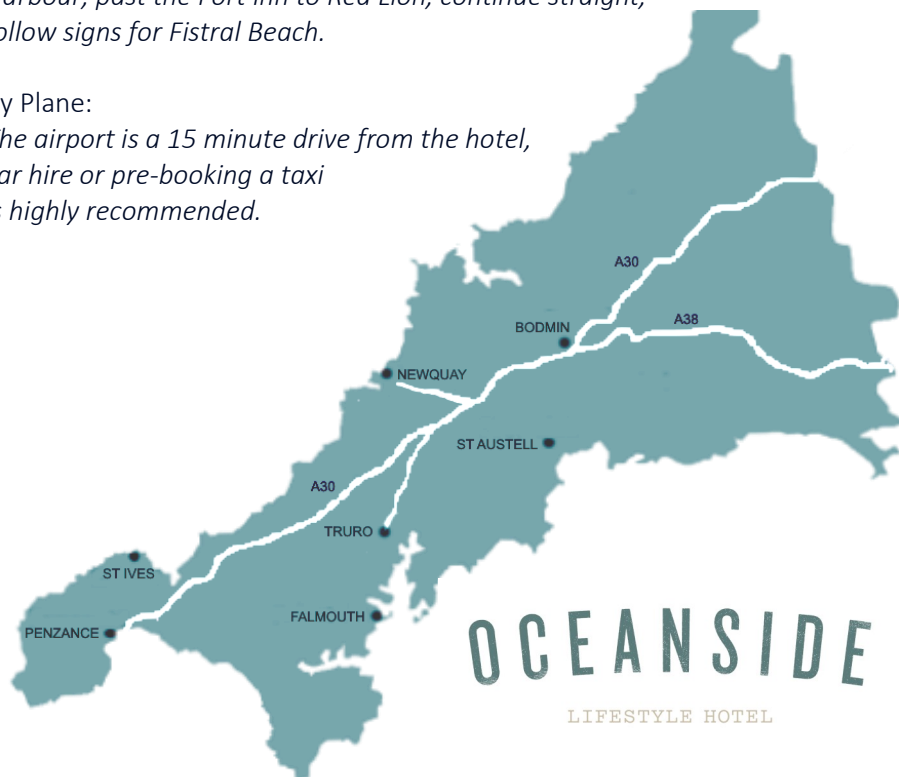 arbour, past the Fort Inn to Red Lion, continue straight,
ollow signs for Fistral Beach.
y Plane:
he airport is a 15 minute drive from the hotel,
ar hire or pre-booking a taxi
s highly recommended.
A30
A38
BODMIN
NEWQUAY
ST AUSTELL
A30
TRURO
ST IVES
FALMOUTH
PENZANCE
OCEANSIDE
LIFESTYLE HOTEL